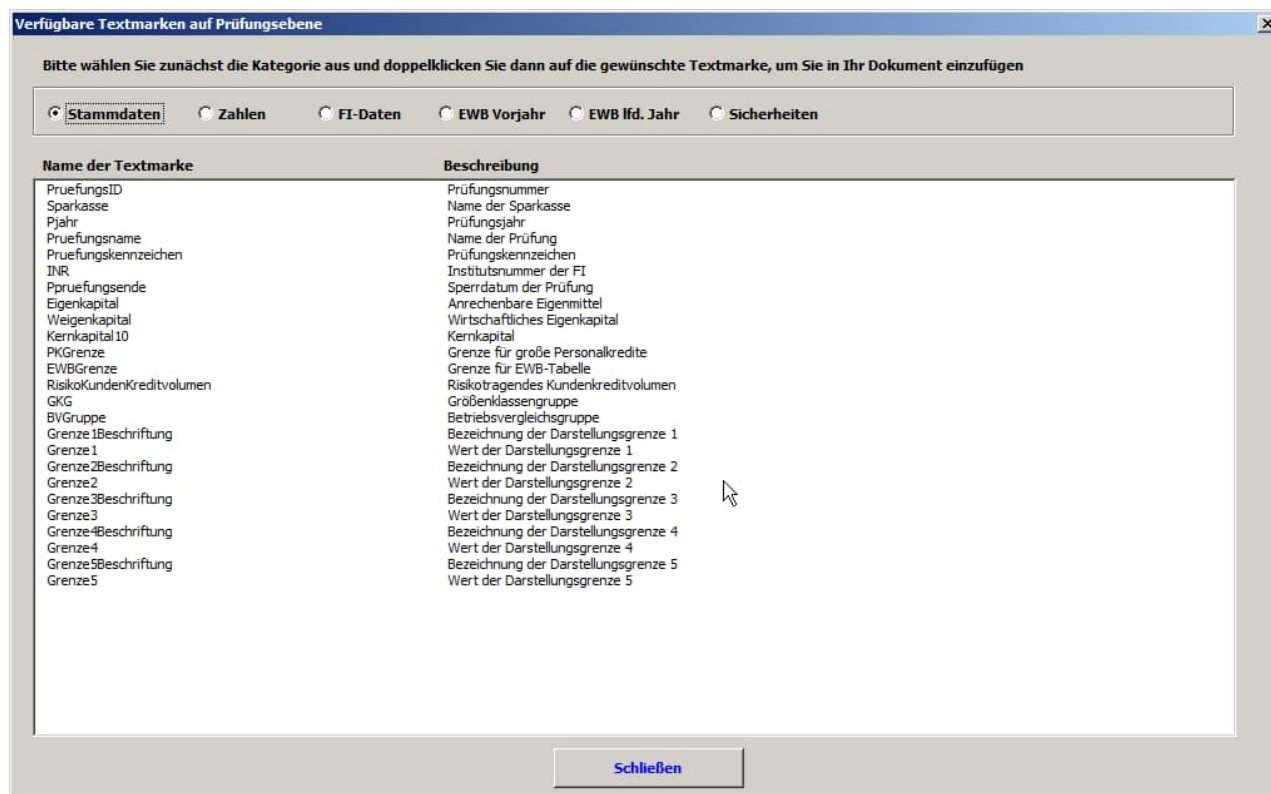 Verfügbare Textmarken auf Prüfungsebene
Bitte wählen Sie zunächst die Kategorie aus und doppelklicken Sie dann auf die gewünschte Textmarke, um Sie in Ihr Dokument einzufügen
Stammdaten Zahlen FI-Daten EWB Vorjahr EWB lfd. Jahr Sicherheiten
Name der Textmarke Beschreibung
PruefungsID Prüfungsnummer
Sparkasse Name der Sparkasse
Pjahr Prüfungsjahr
Pruefungsname Name der Prüfung
Pruefungskennzeichen Prüfungskennzeichen
INR Institutsnummer der FI
Ppruefungsende Sperrdatum der Prüfung
Eigenkapital Anrechenbare Eigenmittel
Weigenkapital Wirtschaftliches Eigenkapital
Kernkapital10 Kernkapital
PKGrenze Grenze für große Personalkredite
EWBGrenze Grenze für EWB-Tabelle
RisikoKundenKreditvolumen Risikotragendes Kundenkreditvolumen
GKG Größenklassengruppe
BVGruppe Betriebsvergleichsgruppe
Grenze1Beschriftung Bezeichnung der Darstellungsgrenze 1
Grenze1 Wert der Darstellungsgrenze 1
Grenze2Beschriftung Bezeichnung der Darstellungsgrenze 2
Grenze2 Wert der Darstellungsgrenze 2
Grenze3Beschriftung Bezeichnung der Darstellungsgrenze 3
Grenze3 Wert der Darstellungsgrenze 3
Grenze4Beschriftung Bezeichnung der Darstellungsgrenze 4
Grenze4 Wert der Darstellungsgrenze 4
Grenze5Beschriftung Bezeichnung der Darstellungsgrenze 5
Grenze5 Wert der Darstellungsgrenze 5
Schließen